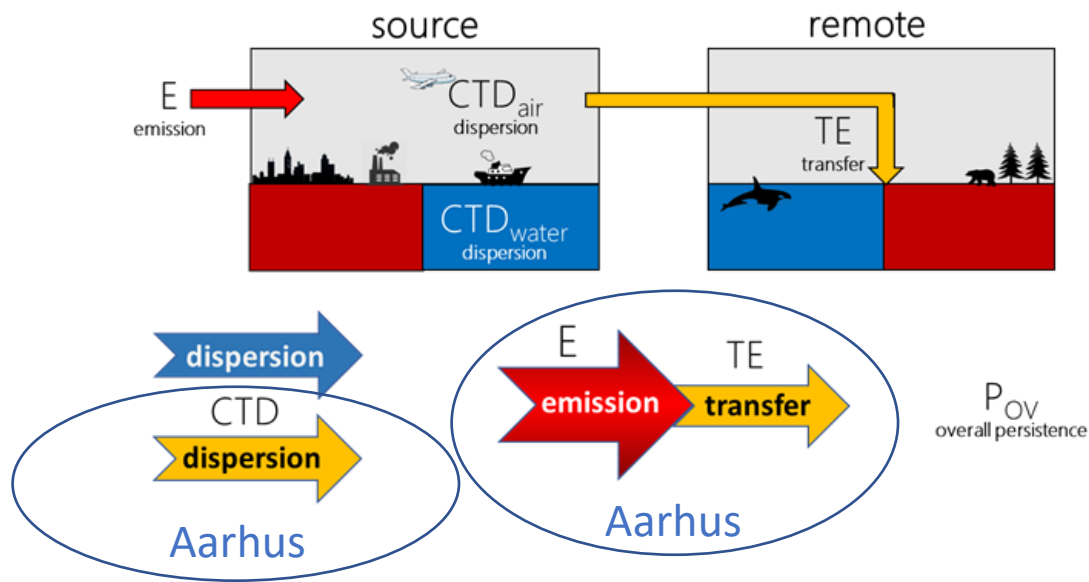 source
remote
E
emission
CTD air
dispersion
TE
transfer
CTD water
dispersion
dispersion
CTD
dispersion
Aarhus
E
TE
emission
transfer
Aarhus
P OV
overall persistence